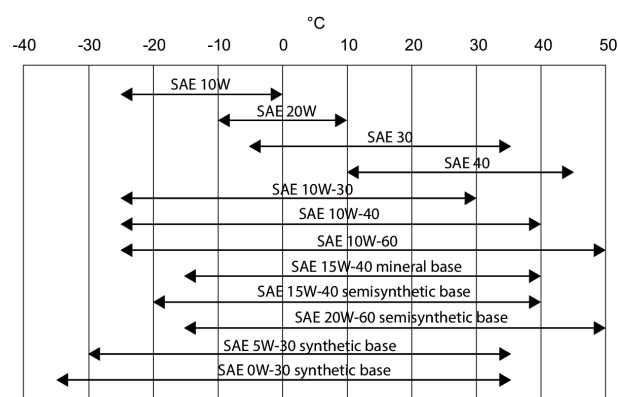 °C
-40 -30 -20 -10 0 10 20 30 40 50
SAE 10W
SAE 20W
SAE 30
SAE 40
SAE 10W-30
SAE 10W-40
SAE 10W-60
SAE 15W-40 mineral base
SAE 15W-40 semisynthetic base
SAE 20W-60 semisynthetic base
SAE 5W-30 synthetic base
SAE 0W-30 synthetic base